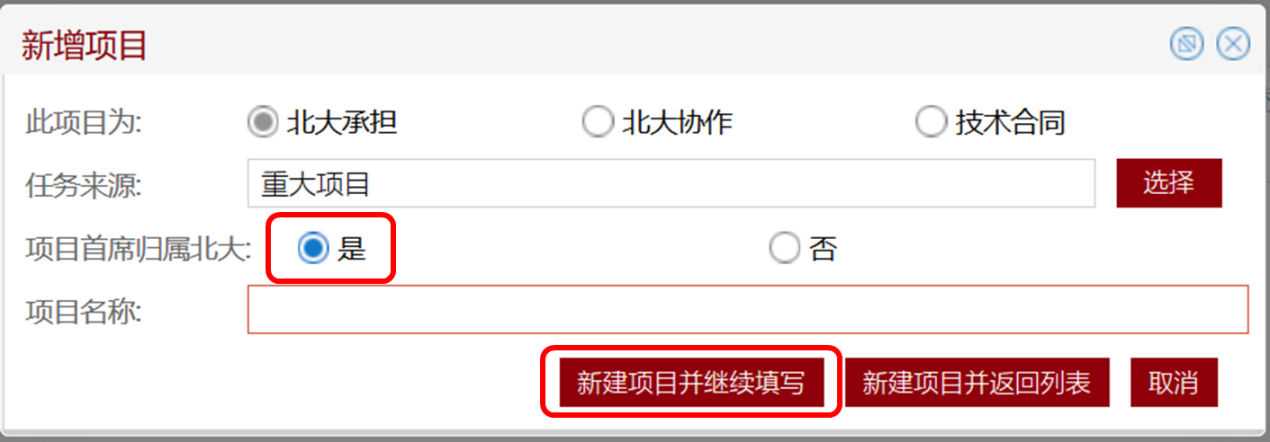 新增项目
此项目为: 北大承担 北大协作 技术合同
任务来源: 重大项目 选择
项目首席归属北大: 是 否
项目名称:
新建项目并继续填写 新建项目并返回列表 取消